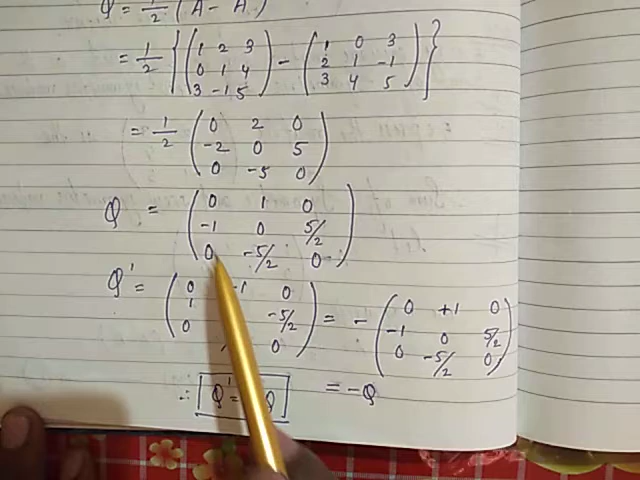 Q = 1/2 (A - A')
= 1/2 { ( 1 2 3 - ( 1 0 3 ) }
0 1 4 2 1 -1
3 -1 5 ) 3 4 5
= 1/2 ( 0 2 0
-2 0 5
0 -5 0 )
Q = ( 0 1 0
-1 0 5/2
0 -5/2 0 )
Q' = ( 0 -1 0
1 -5/2
0 0 ) = - ( 0 +1 0
-1 0 5/2
0 -5/2 0 )
∴ Q' = Q = -Q